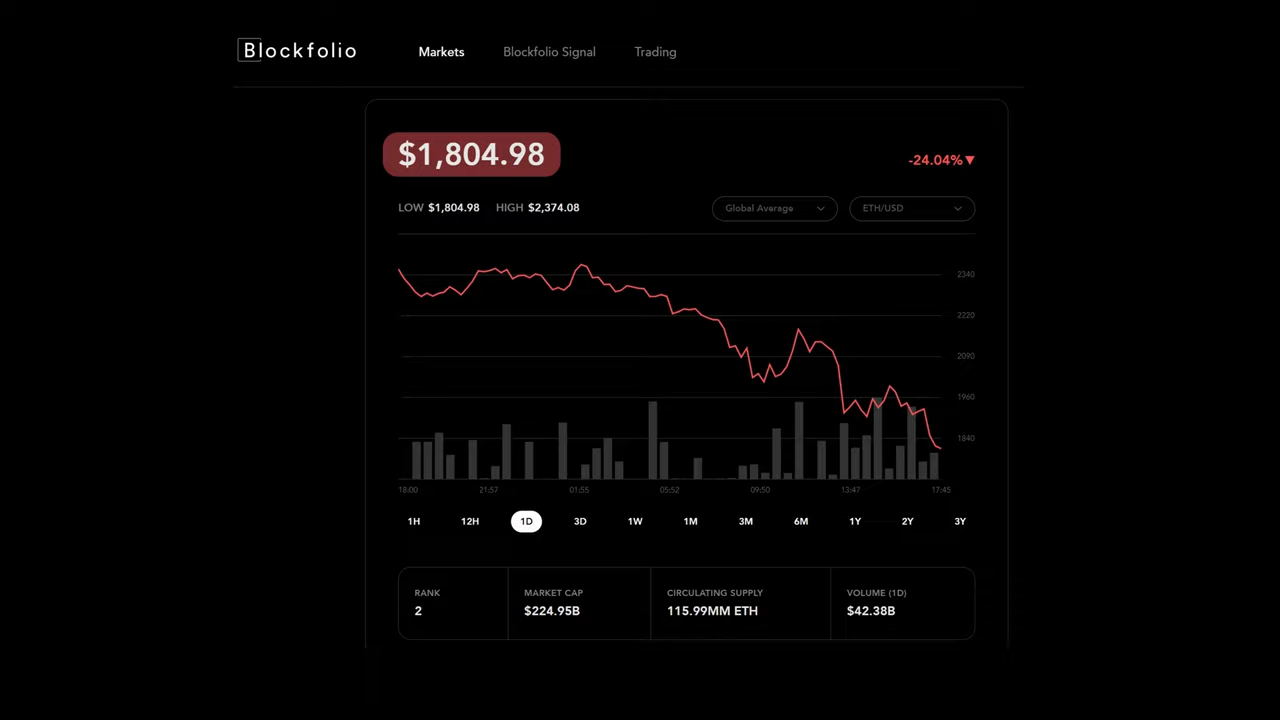 Blockfolio Markets Blockfolio Signal Trading
$1,804.98
-24.04%▼
LOW $1,804.98 HIGH $2,374.08
Global Average ETH/USD
2340
2220
2090
1960
1840
18:00 21:57 01:55 05:52 09:50 13:47 17:45
1H 12H 1D 3D 1W 1M 3M 6M 1Y 2Y 3Y
RANK MARKET CAP CIRCULATING SUPPLY VOLUME (1D)
2 $224.95B 115.99MM ETH $42.38B